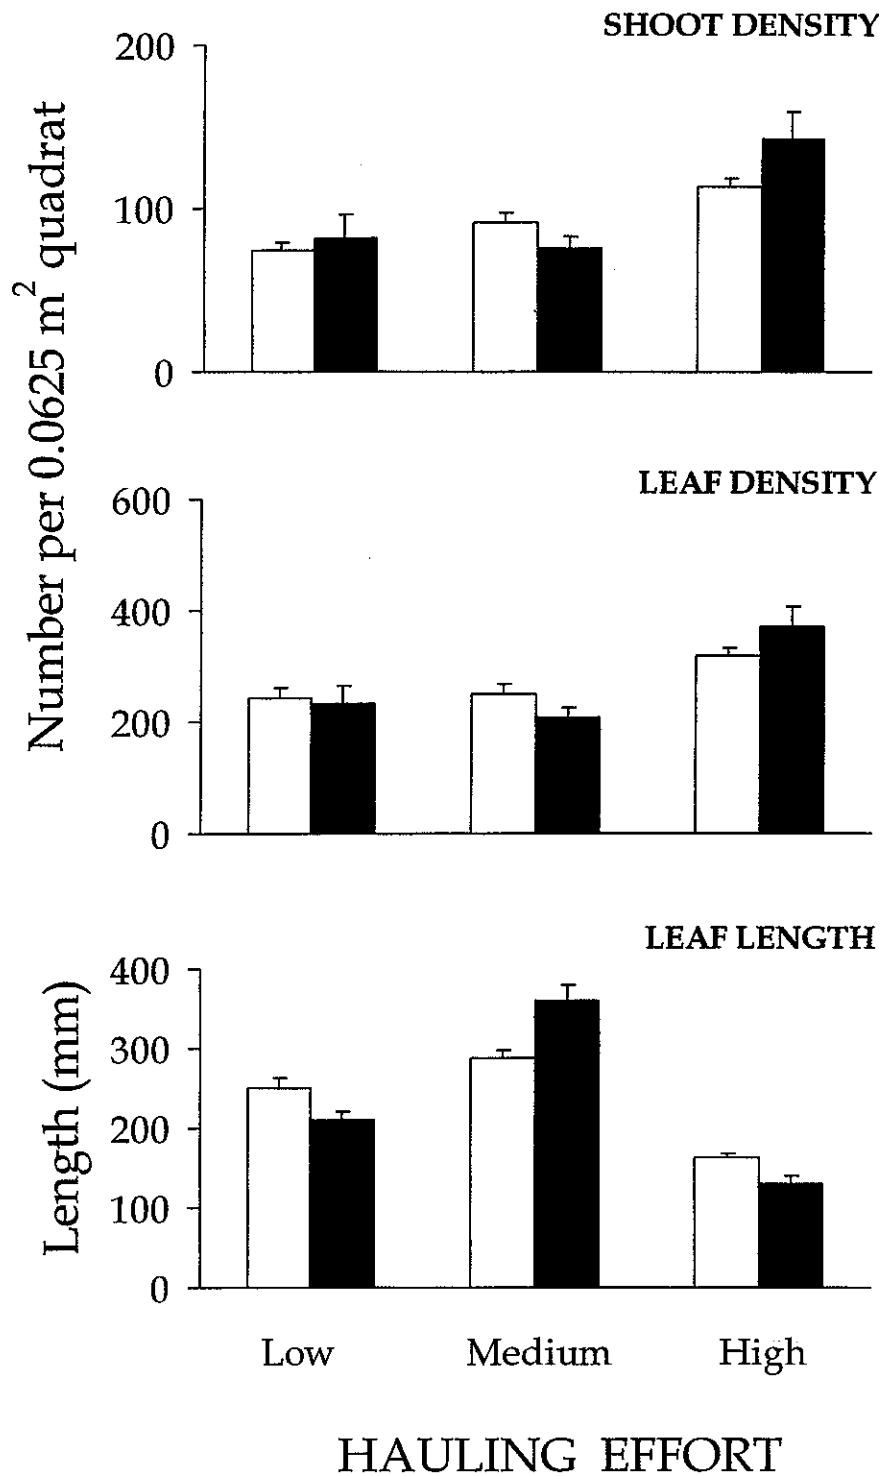 SHOOT DENSITY
200
100
0
Number per 0.0625 m² quadrat
LEAF DENSITY
600
400
200
0
LEAF LENGTH
400
300
200
100
0
Length (mm)
Low Medium High
HAULING EFFORT